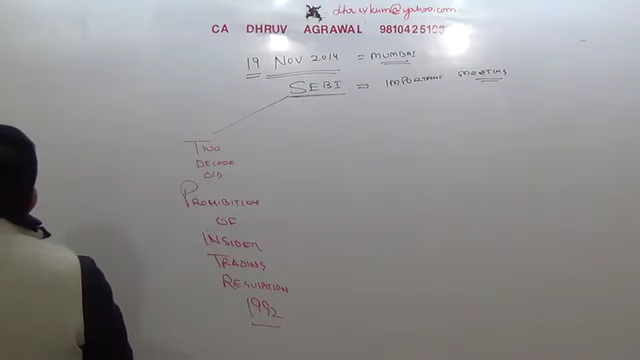 dhruvkum@yahoo.com
CA DHRUV AGRAWAL 9810425109
19 NOV 2014 = MUMBAI
SEBI => IMPORTANT MEETING
TWO
DECADE
OLD
PROHIBITION
OF
INSIDER
TRADING
REGULATION
1992